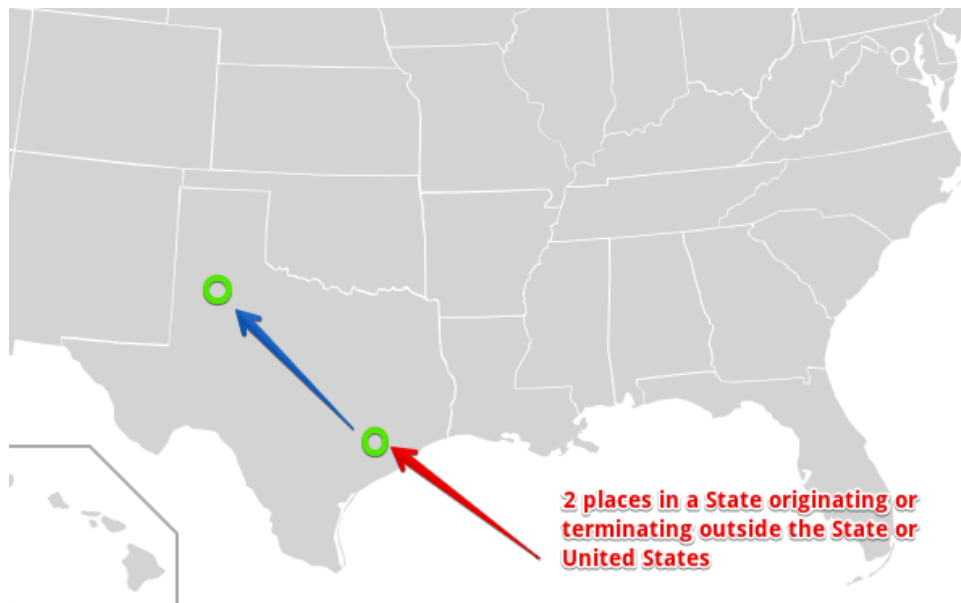 2 places in a State originating or
terminating outside the State or
United States